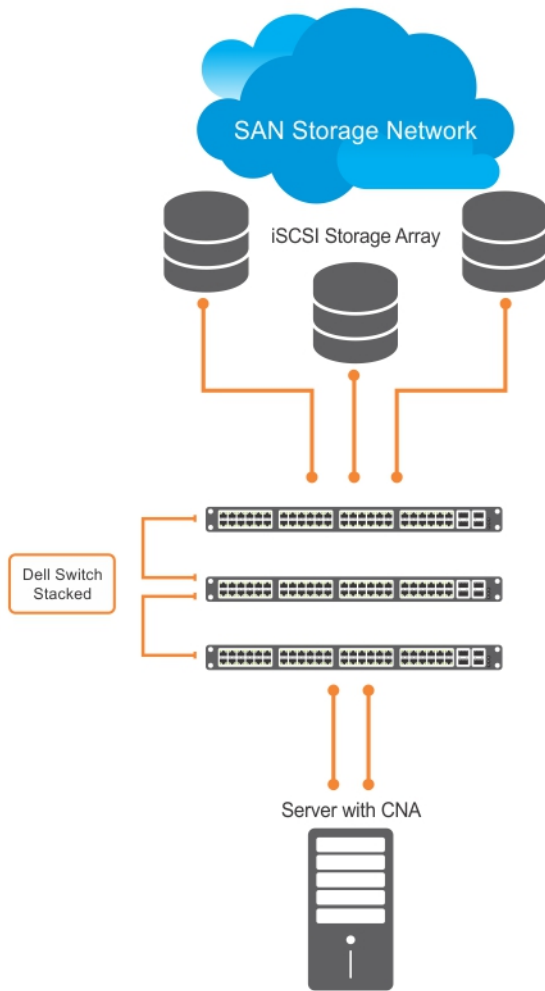 SAN Storage Network
iSCSI Storage Array
Dell Switch
Stacked
Server with CNA